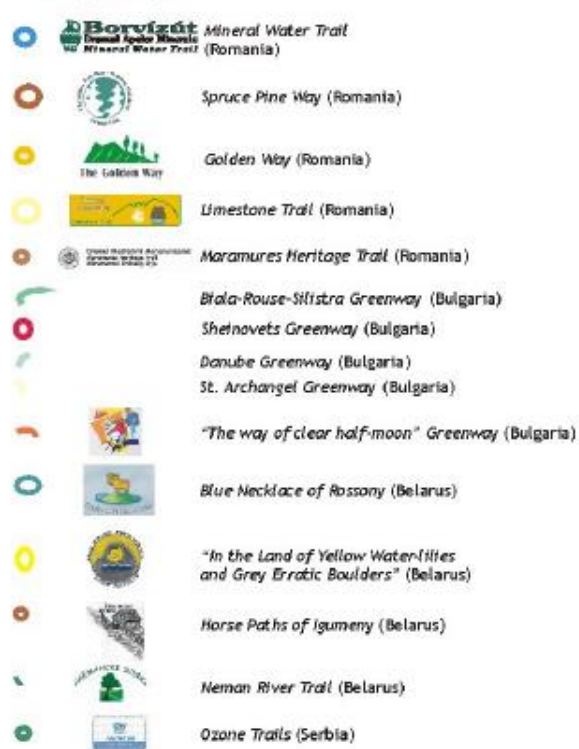 Borvízút Mineral Water Trail
Drumul Apelor Minerale
Mineral Water Trail (Romania)
Spruce Pine Way (Romania)
The Golden Way
Golden Way (Romania)
Limestone Trail (Romania)
Maramures Heritage Trail (Romania)
Biala-Rouse-Silistra Greenway (Bulgaria)
Sheinovets Greenway (Bulgaria)
Danube Greenway (Bulgaria)
St. Archangel Greenway (Bulgaria)
"The way of clear half-moon" Greenway (Bulgaria)
Blue Necklace of Rossony (Belarus)
"In the Land of Yellow Water-lilies
and Grey Erratic Boulders" (Belarus)
Horse Paths of Igumeny (Belarus)
Neman River Trail (Belarus)
Ozone Trails (Serbia)